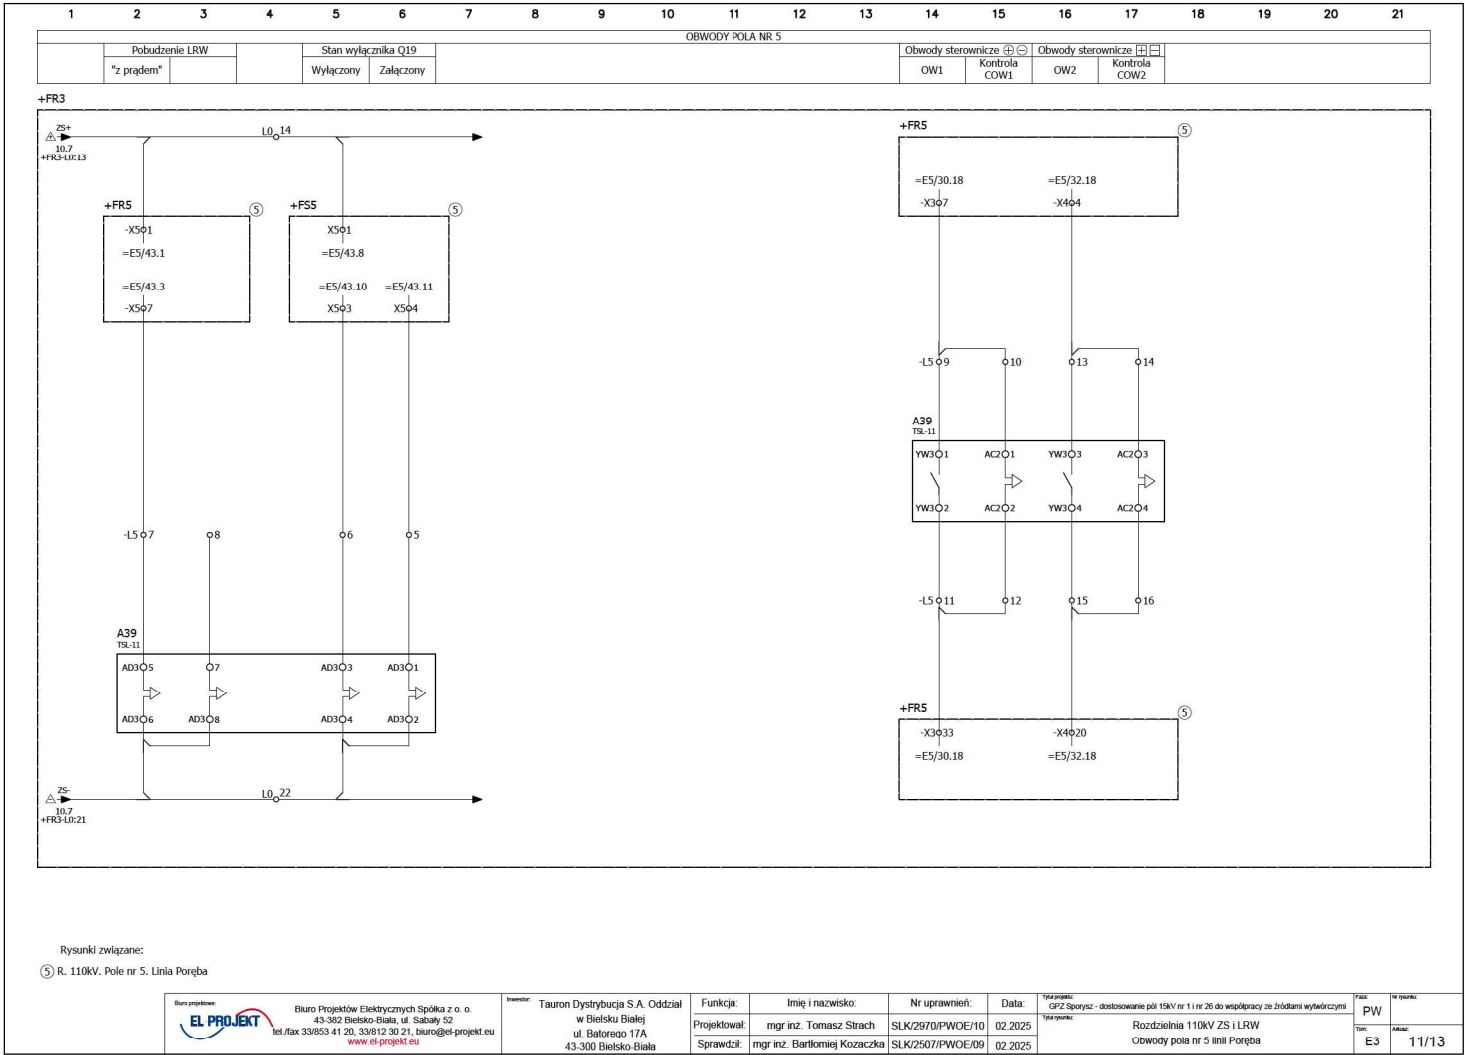 1 2 3 4 5 6 7 8 9 10 11 12 13 14 15 16 17 18 19 20 21
OBWODY POLA NR 5
Pobudzenie LRW
"z prądem"
Stan wyłącznika Q19
Wyłączony Załączony
Obwody sterownicze ⊕⊖ Obwody sterownicze ⊞⊟
OW1 Kontrola COW1 OW2 Kontrola COW2
+FR3
ZS+
10.7
+FR3-L0:13
L0 14
+FR5 5
-X5 1
=E5/43.1
=E5/43.3
-X5 7
+FS5 5
X5 1
=E5/43.8
=E5/43.10 =E5/43.11
X5 3 X5 4
-L5 7 8 6 5
A39
TSL-11
AD3 5 7 AD3 3 AD3 1
AD3 6 AD3 8 AD3 4 AD3 2
ZS-
10.7
+FR3-L0:21
L0 22
+FR5 5
=E5/30.18 =E5/32.18
-X3 7 -X4 4
-L5 9 10 13 14
A39
TSL-11
YW3 1 AC2 1 YW3 3 AC2 3
YW3 2 AC2 2 YW3 4 AC2 4
-L5 11 12 15 16
+FR5 5
-X3 33 -X4 20
=E5/30.18 =E5/32.18
Rysunki związane:
5 R. 110kV. Pole nr 5. Linia Poręba
Biuro projektowe:
EL PROJEKT
Biuro Projektów Elektrycznych Spółka z o. o.
43-382 Bielsko-Biała, ul. Sabały 52
tel./fax 33/853 41 20, 33/812 30 21, biuro@el-projekt.eu
www.el-projekt.eu
Inwestor:
Tauron Dystrybucja S.A. Oddział
w Bielsku Białej
ul. Batorego 17A
43-300 Bielsko-Biała
Funkcja: Imię i nazwisko: Nr uprawnień: Data:
Projektował: mgr inż. Tomasz Strach SLK/2970/PWOE/10 02.2025
Sprawdził: mgr inż. Bartłomiej Kozaczka SLK/2507/PWOE/09 02.2025
Tytuł projektu:
GPZ Sporysz - dostosowanie pól 15kV nr 1 i nr 26 do współpracy ze źródłami wytwórczymi
Tytuł rysunku:
Rozdzielnia 110kV ZS i LRW
Obwody pola nr 5 linii Poręba
Faza:
PW
Nr rysunku:
Tom:
E3
Arkusz:
11/13